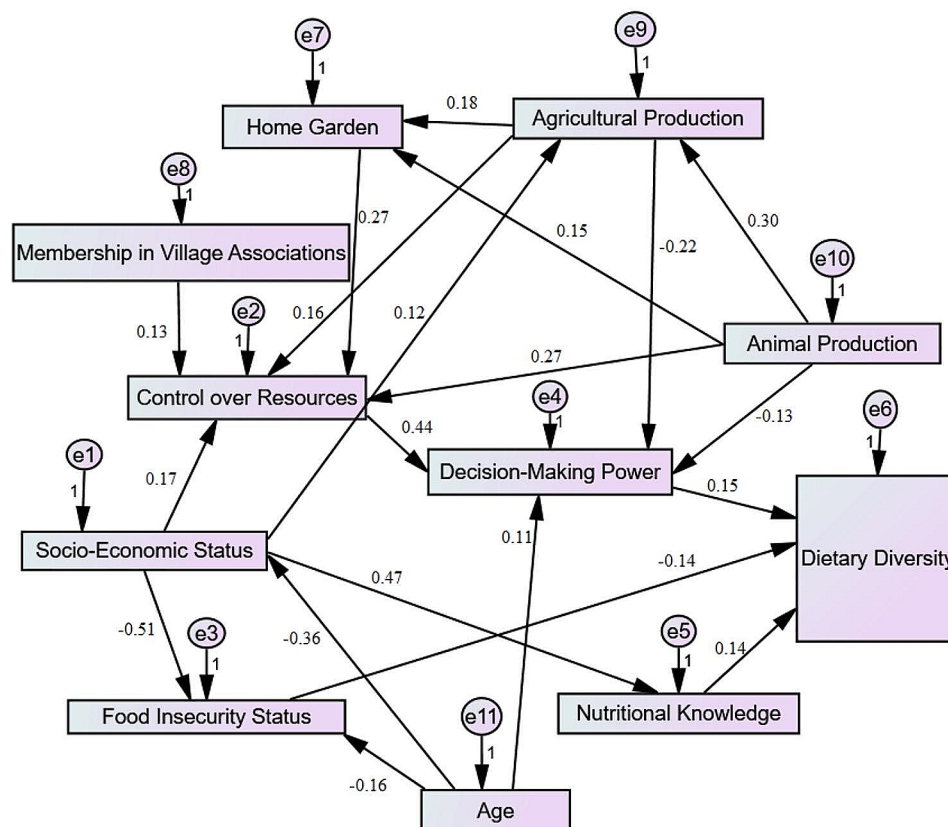 e9
e7
1
1
0.18
Agricultural Production
Home Garden
e8
1
0.27
0.15
-0.22
0.30
Membership in Village Associations
e10
1
e2
0.13
1
0.16
0.12
0.27
Animal Production
Control over Resources
e4
1
-0.13
e6
1
0.44
e1
1
0.17
Decision-Making Power
0.15
Socio-Economic Status
0.11
Dietary Diversity
0.47
-0.14
-0.51
e3
1
-0.36
e5
1
0.14
Food Insecurity Status
Nutritional Knowledge
e11
1
-0.16
Age